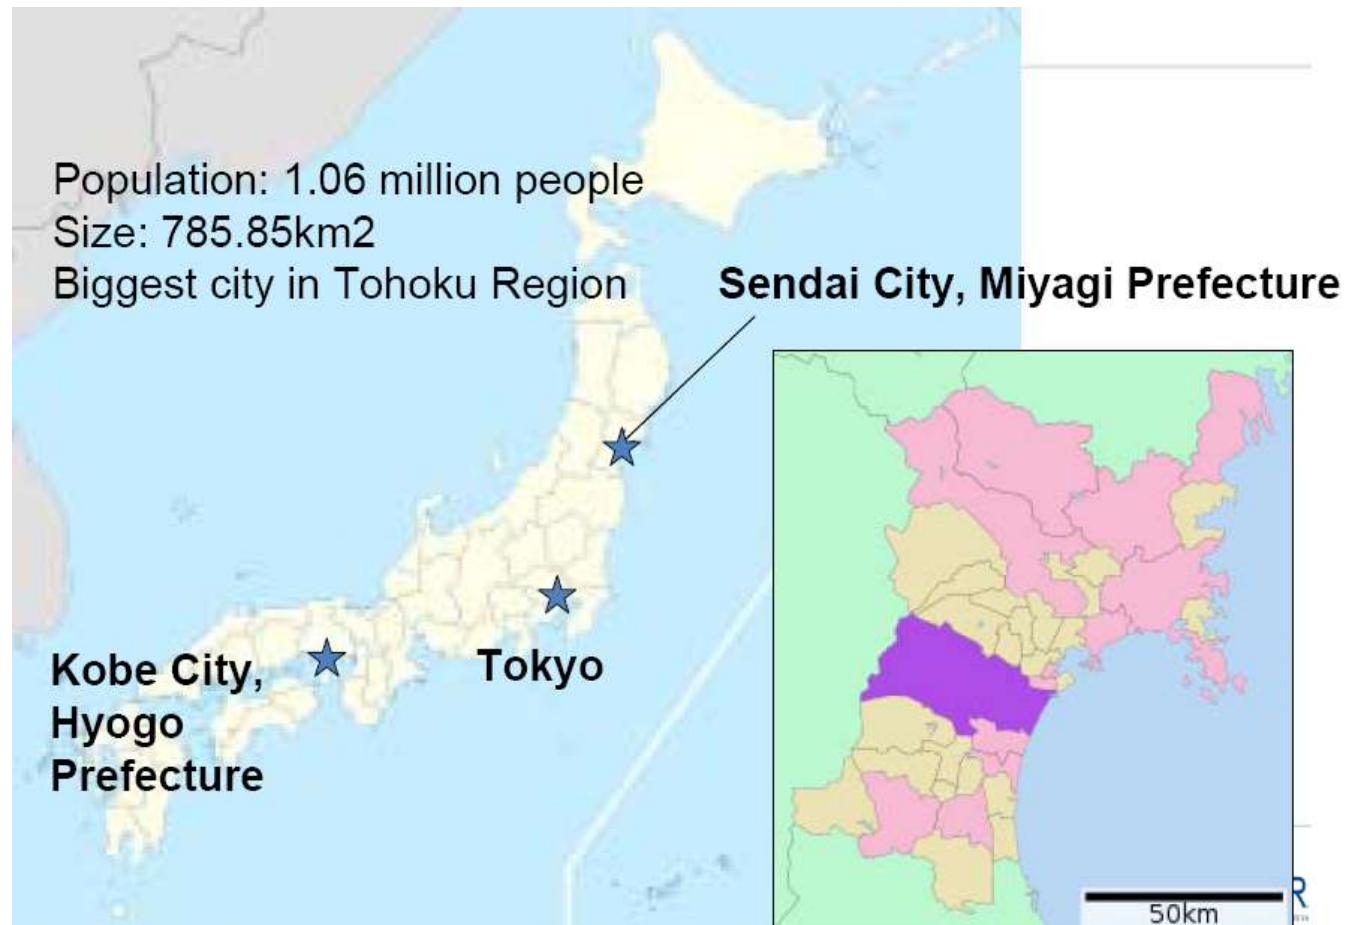 Population: 1.06 million people
Size: 785.85km2
Biggest city in Tohoku Region
Sendai City, Miyagi Prefecture
Kobe City,
Hyogo
Prefecture
Tokyo
50km
R